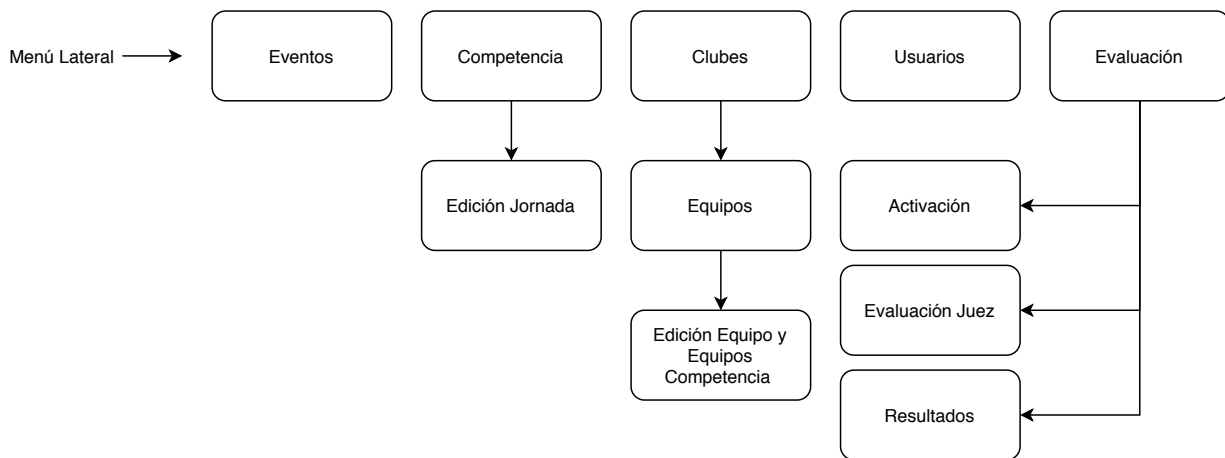 Menú Lateral
Eventos
Competencia
Clubes
Usuarios
Evaluación
Edición Jornada
Equipos
Activación
Evaluación Juez
Edición Equipo y
Equipos
Competencia
Resultados